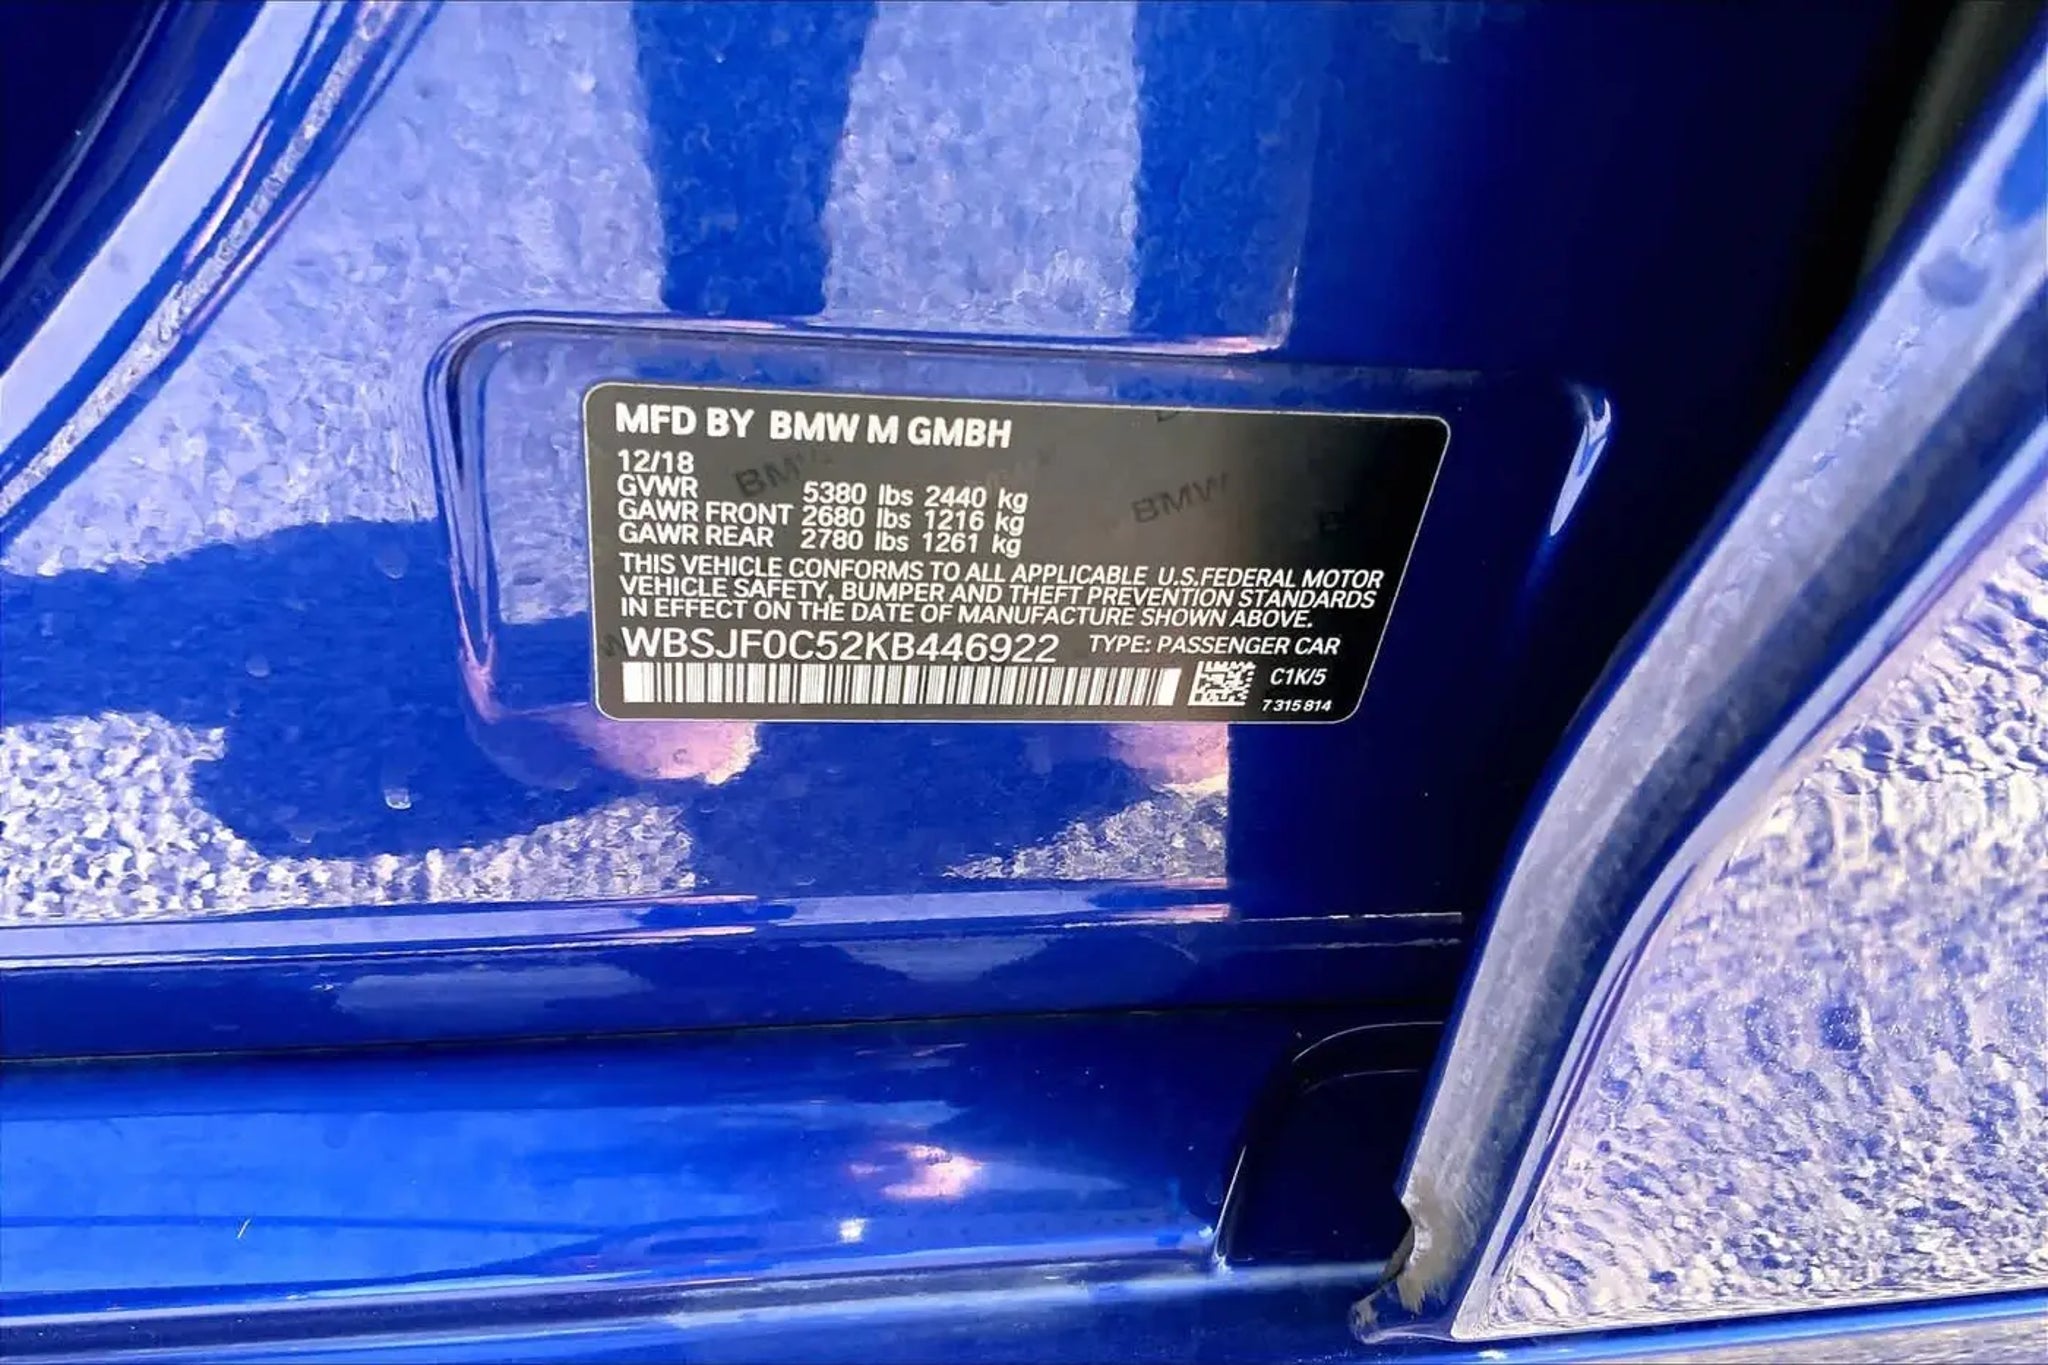 MFD BY BMW M GMBH
12/18
GVWR 5380 lbs 2440 kg
GAWR FRONT 2680 lbs 1216 kg
GAWR REAR 2780 lbs 1261 kg
THIS VEHICLE CONFORMS TO ALL APPLICABLE U.S.FEDERAL MOTOR
VEHICLE SAFETY, BUMPER AND THEFT PREVENTION STANDARDS
IN EFFECT ON THE DATE OF MANUFACTURE SHOWN ABOVE.
WBSJF0C52KB446922 TYPE: PASSENGER CAR
C1K/5
7 315 814
BMW
BMW